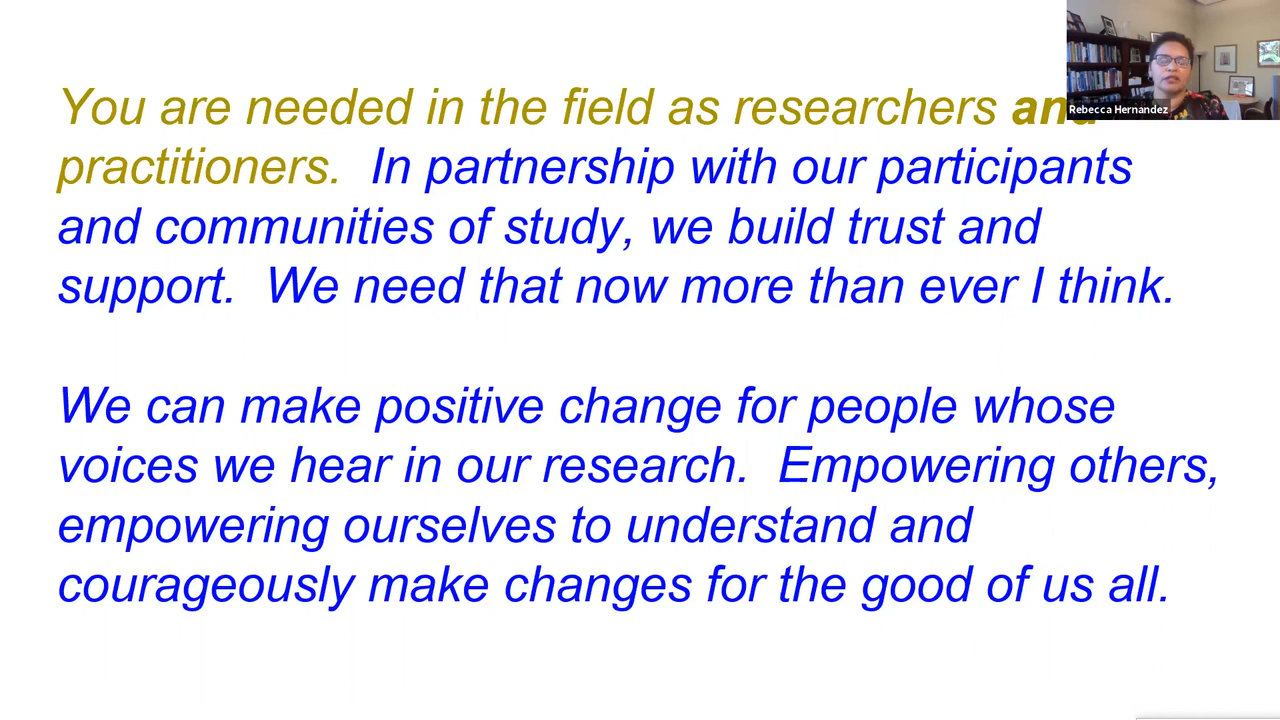 You are needed in the field as researchers and
practitioners. In partnership with our participants
and communities of study, we build trust and
support. We need that now more than ever I think.
We can make positive change for people whose
voices we hear in our research. Empowering others,
empowering ourselves to understand and
courageously make changes for the good of us all.
Rebecca Hernandez